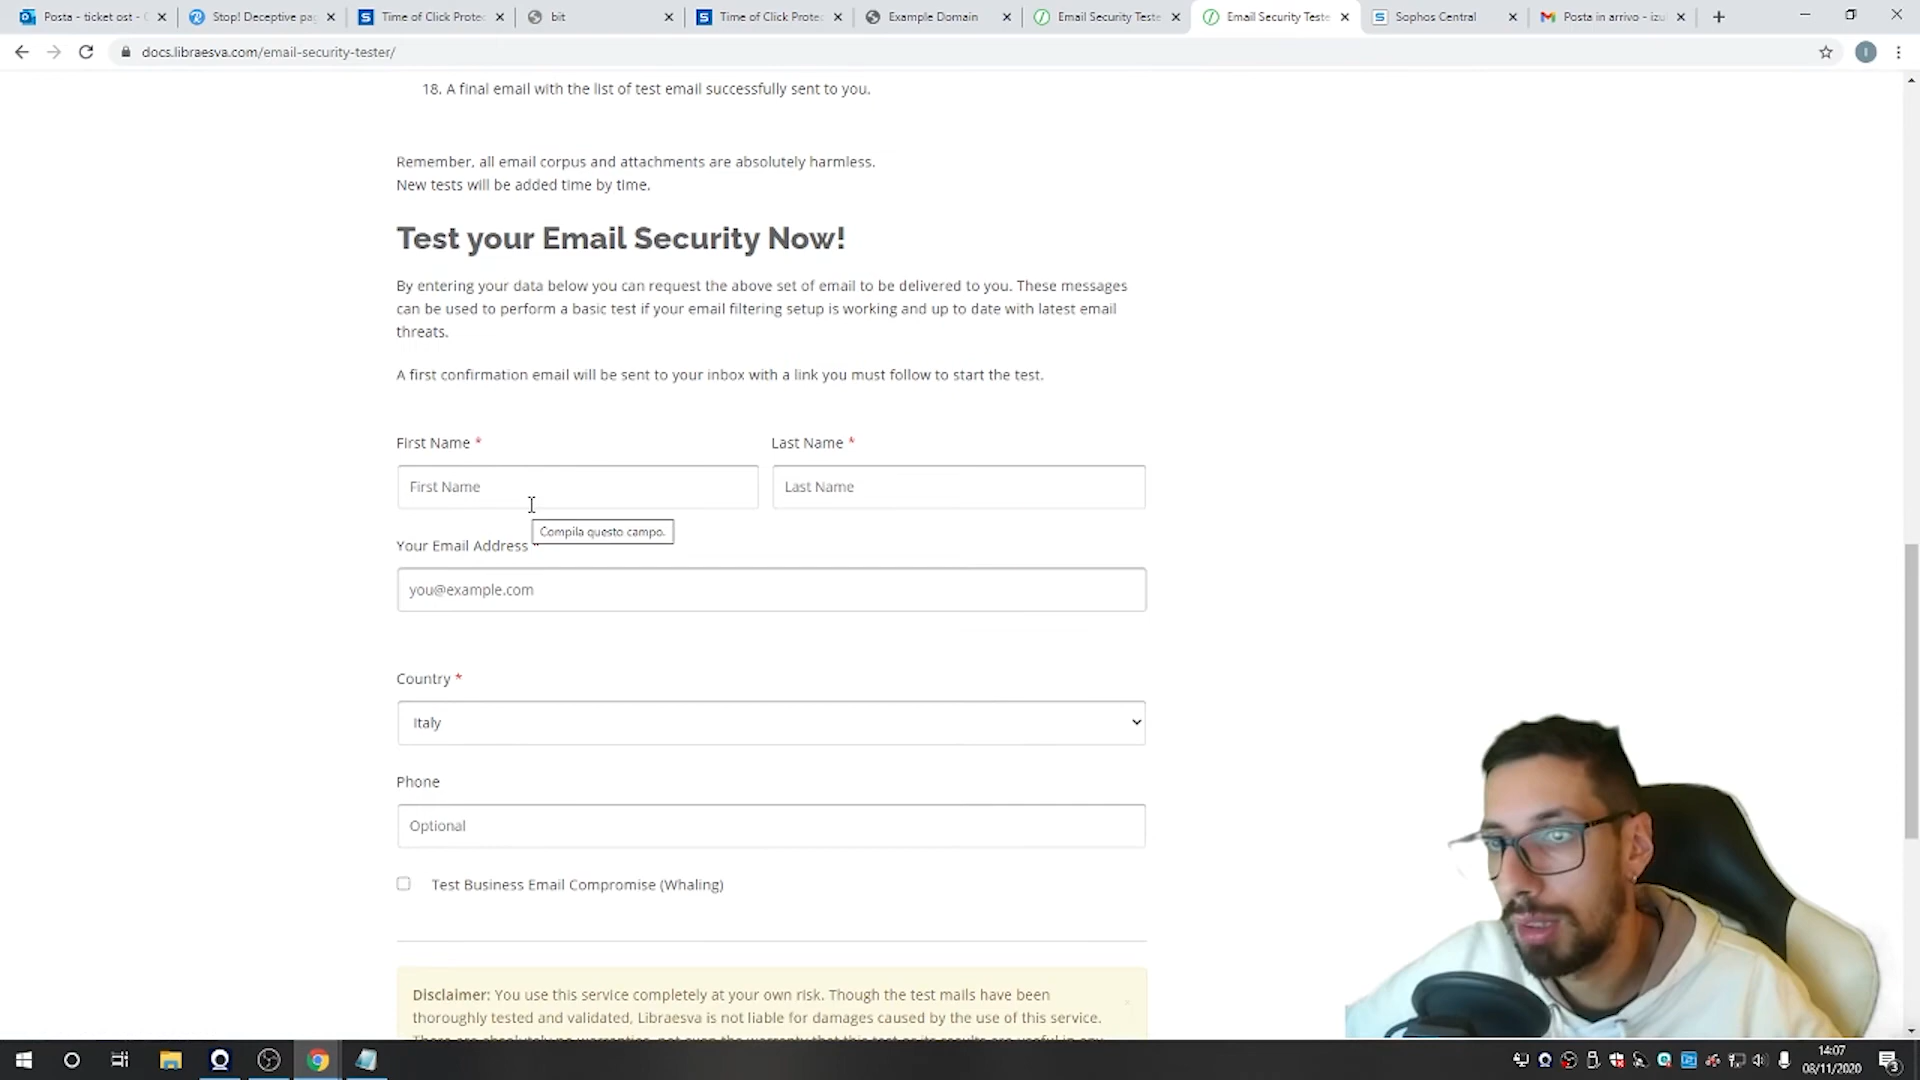 Posta - ticket ost -
Stop! Deceptive pa
Time of Click Protec
bit
Time of Click Protec
Example Domain
Email Security Teste
Email Security Teste
Sophos Central
Posta in arrivo - izu
docs.libraesva.com/email-security-tester/
18. A final email with the list of test email successfully sent to you.
Remember, all email corpus and attachments are absolutely harmless.
New tests will be added time by time.
Test your Email Security Now!
By entering your data below you can request the above set of email to be delivered to you. These messages
can be used to perform a basic test if your email filtering setup is working and up to date with latest email
threats.
A first confirmation email will be sent to your inbox with a link you must follow to start the test.
First Name *
Last Name *
First Name
Last Name
Compila questo campo.
Your Email Address
you@example.com
Country *
Italy
Phone
Optional
Test Business Email Compromise (Whaling)
Disclaimer: You use this service completely at your own risk. Though the test mails have been
thoroughly tested and validated, Libraesva is not liable for damages caused by the use of this service.
14:07
08/11/2020
3